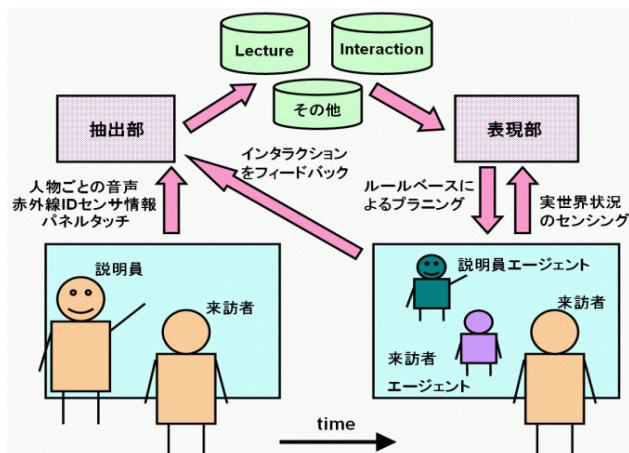 Lecture
Interaction
その他
抽出部
表現部
インタラクション
をフィードバック
人物ごとの音声
赤外線IDセンサ情報
パネルタッチ
ルールベースに
よるプラニング
実世界状況
のセンシング
説明員
来訪者
説明員エージェント
来訪者
来訪者
エージェント
time